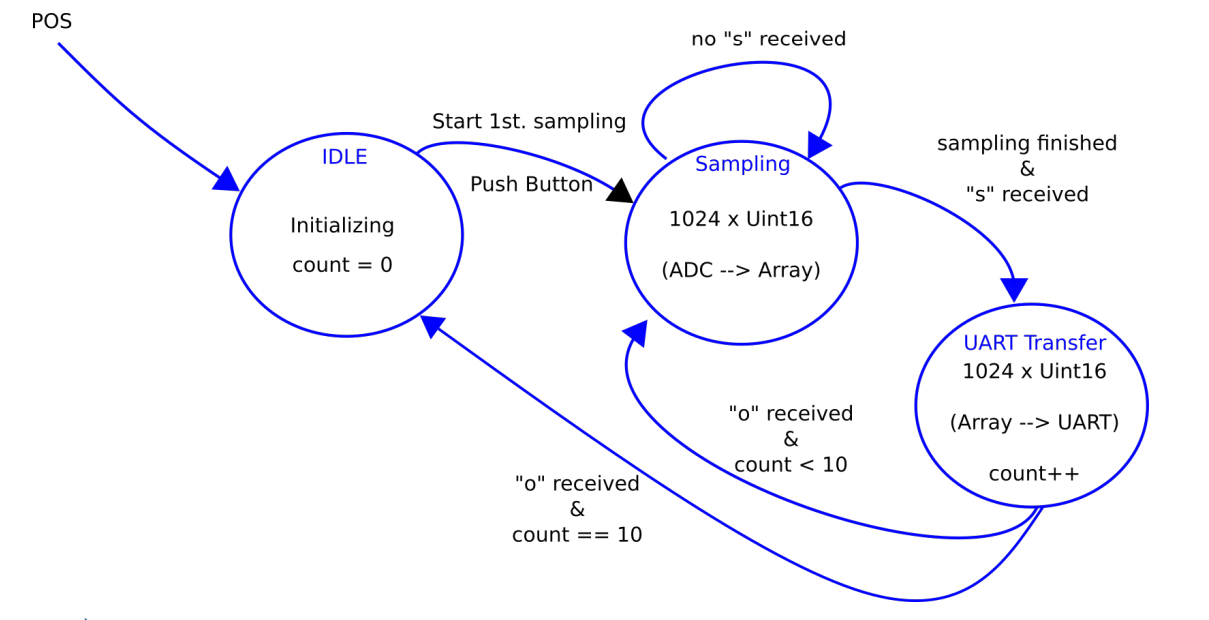 POS
no "s" received
Start 1st. sampling
Push Button
sampling finished
&
"s" received
IDLE
Initializing
count = 0
Sampling
1024 x Uint16
(ADC --> Array)
UART Transfer
1024 x Uint16
(Array --> UART)
count++
"o" received
&
count < 10
"o" received
&
count == 10